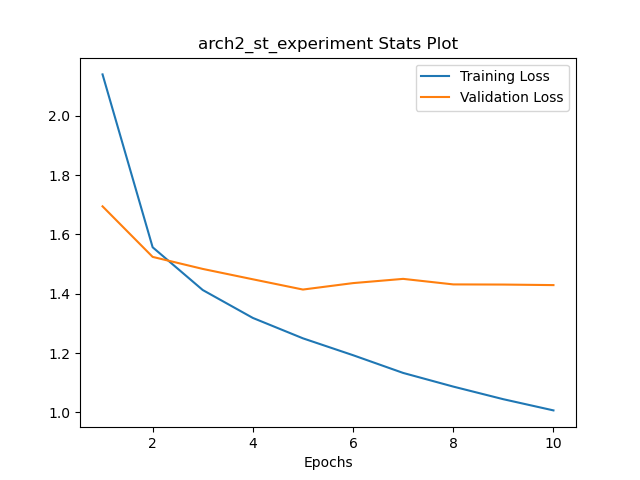 arch2_st_experiment Stats Plot
Training Loss
Validation Loss
2.0
1.8
1.6
1.4
1.2
1.0
2 4 6 8 10
Epochs